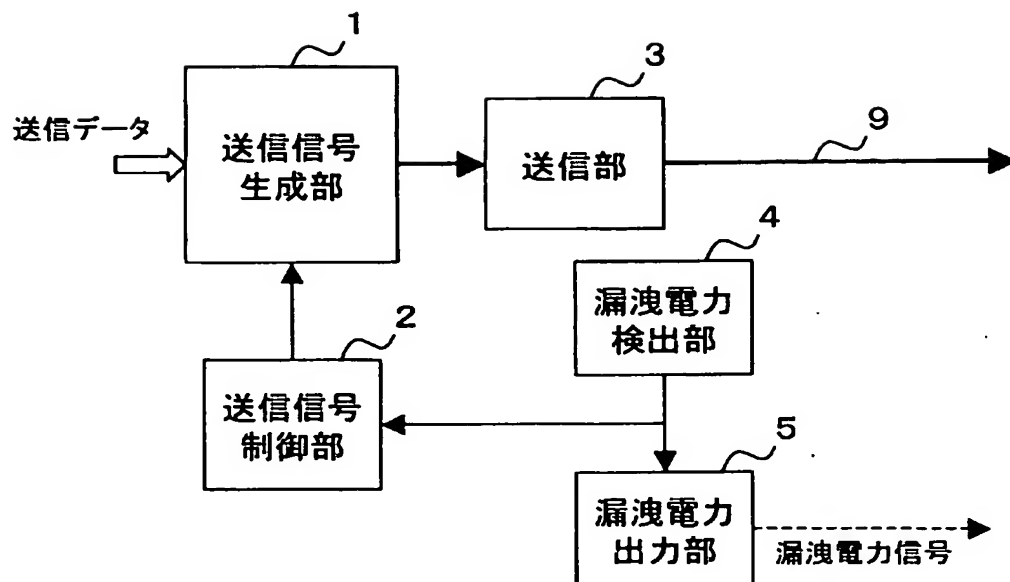 1
3
送信データ
9
送信信号
生成部
送信部
4
2
漏洩電力
検出部
送信信号
制御部
5
漏洩電力
出力部
漏洩電力信号